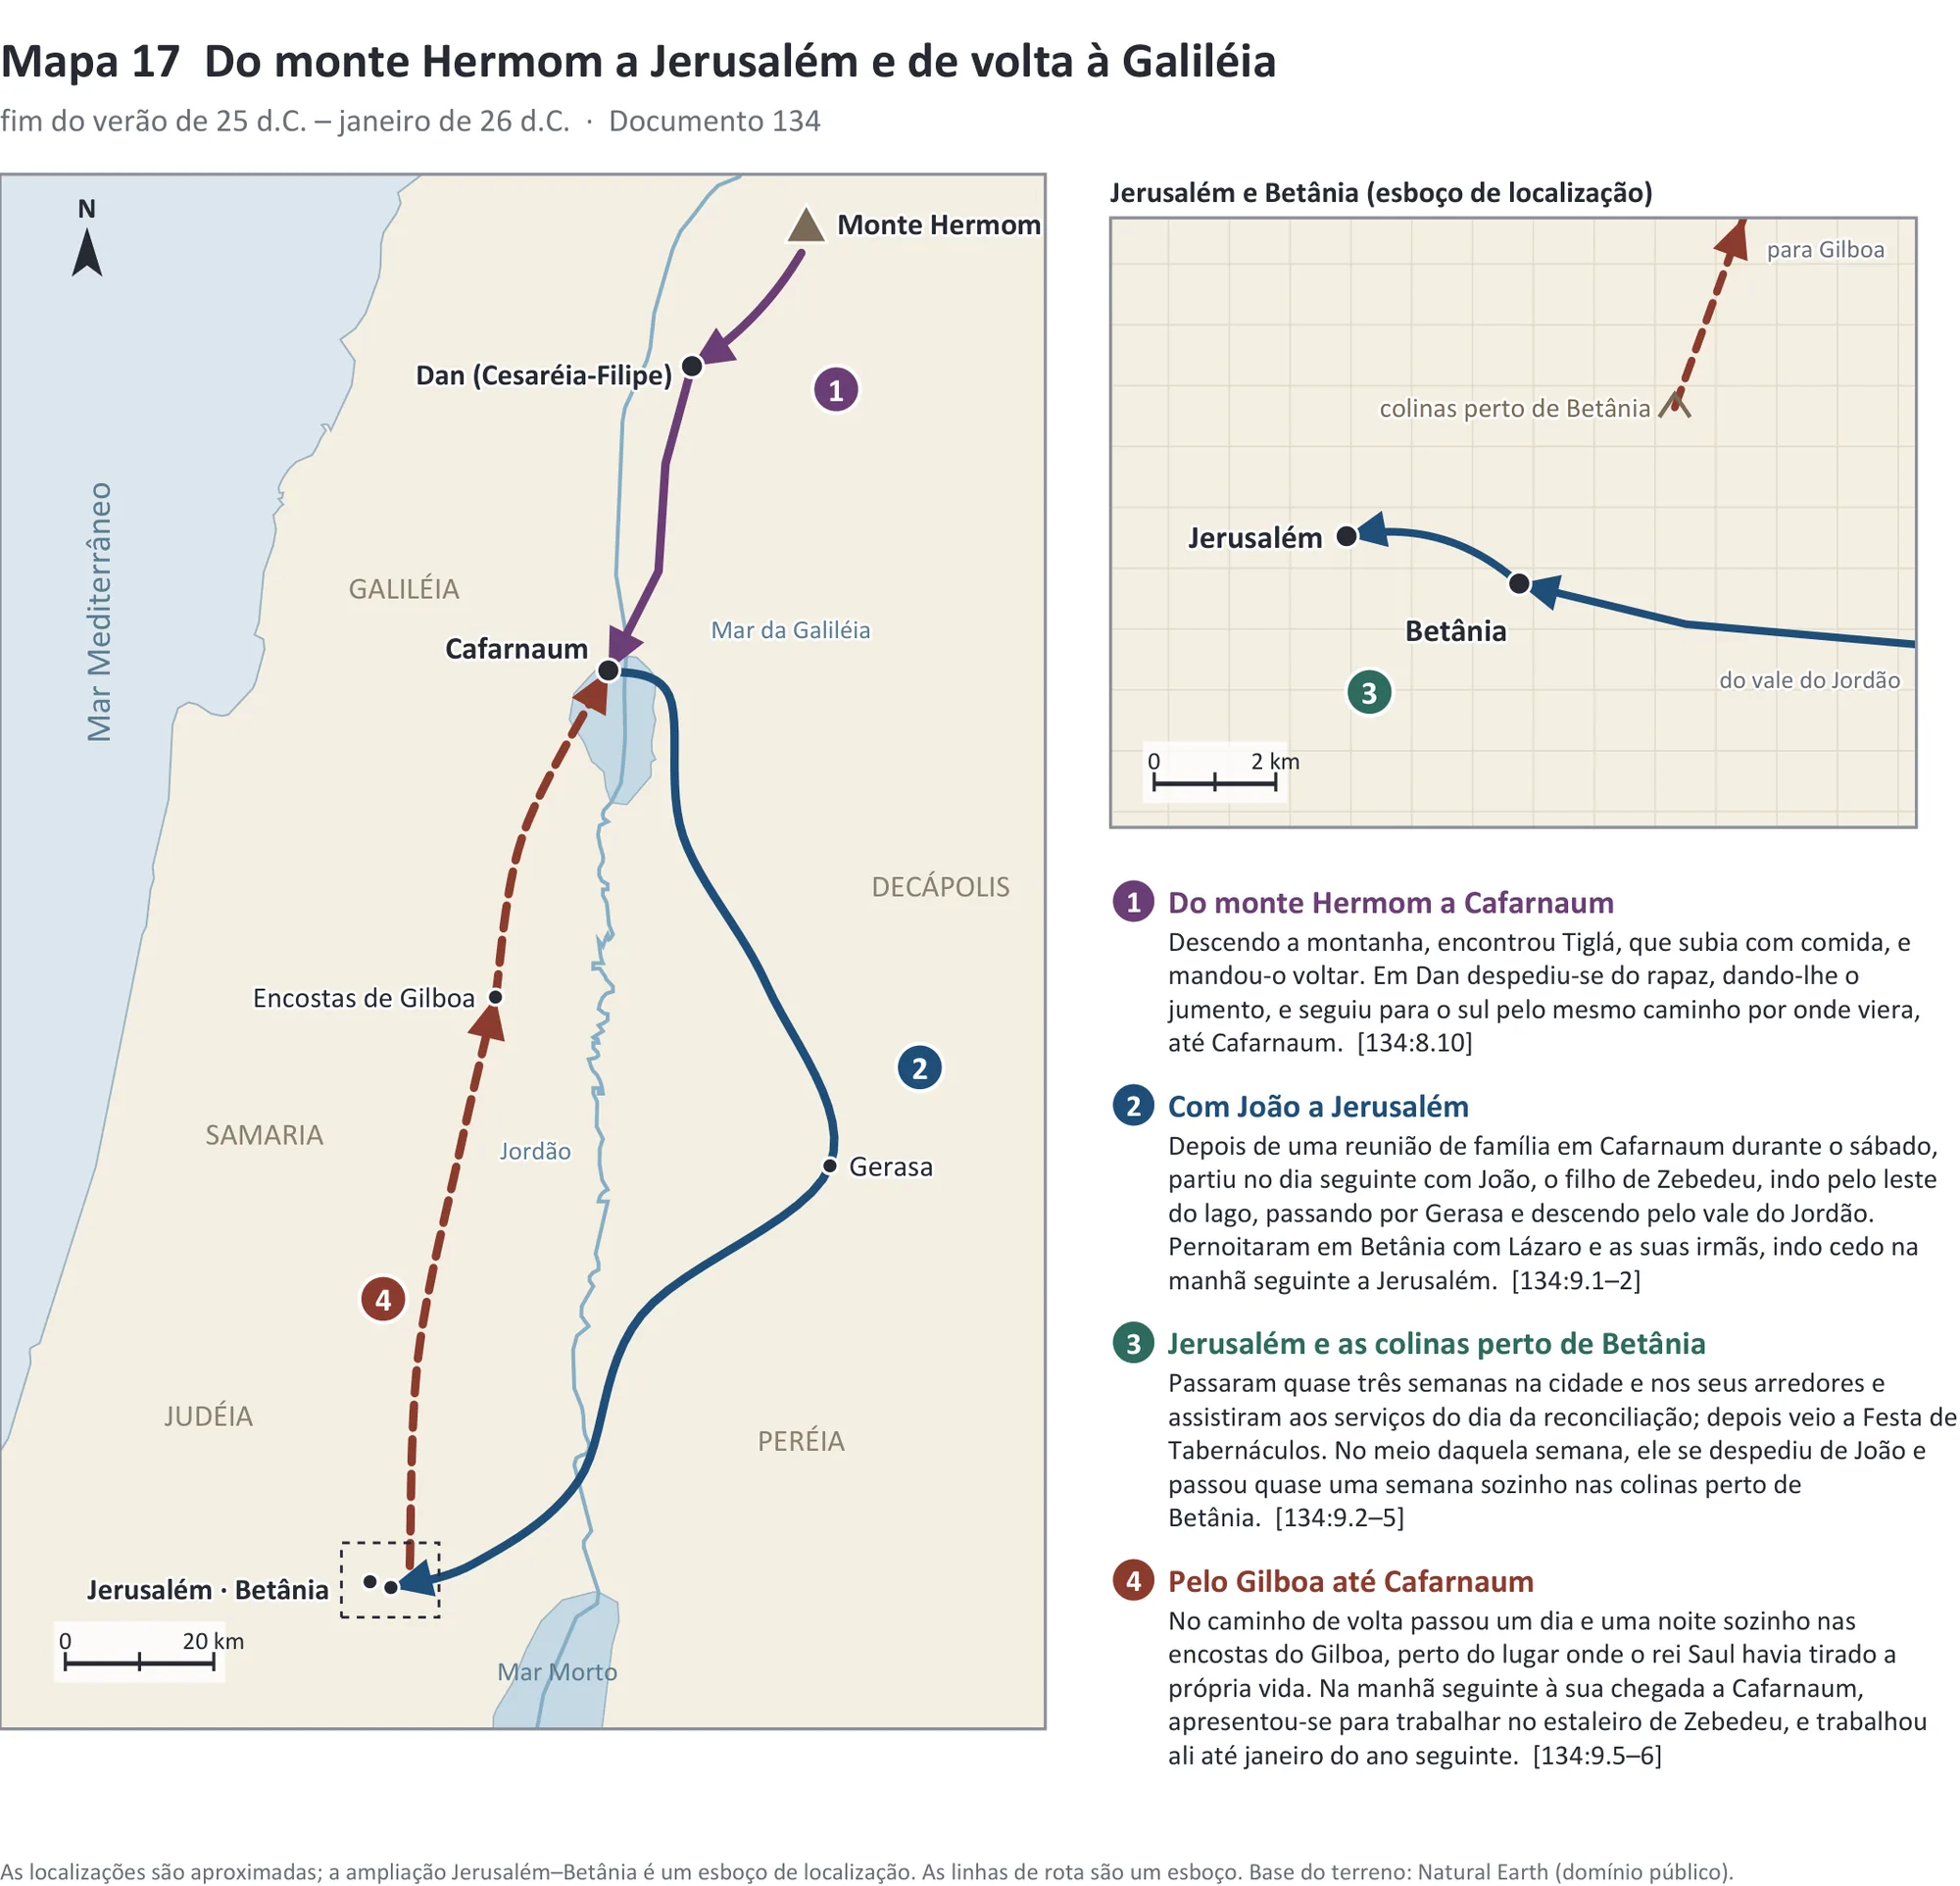 Mapa 17  Do monte Hermom a Jerusalém e de volta à Galiléia
fim do verão de 25 d.C. – janeiro de 26 d.C.  ·  Documento 134
N
Monte Hermom
Dan (Cesaréia-Filipe)
1
Mar Mediterrâneo
GALILÉIA
Mar da Galiléia
Cafarnaum
DECÁPOLIS
Encostas de Gilboa
2
SAMARIA
Jordão
Gerasa
4
JUDÉIA
PERÉIA
Jerusalém · Betânia
0 20 km
Mar Morto
Jerusalém e Betânia (esboço de localização)
para Gilboa
colinas perto de Betânia
Jerusalém
Betânia
3
do vale do Jordão
0 2 km
1 Do monte Hermom a Cafarnaum
Descendo a montanha, encontrou Tiglá, que subia com comida, e
mandou-o voltar. Em Dan despediu-se do rapaz, dando-lhe o
jumento, e seguiu para o sul pelo mesmo caminho por onde viera,
até Cafarnaum.  [134:8.10]
2 Com João a Jerusalém
Depois de uma reunião de família em Cafarnaum durante o sábado,
partiu no dia seguinte com João, o filho de Zebedeu, indo pelo leste
do lago, passando por Gerasa e descendo pelo vale do Jordão.
Pernoitaram em Betânia com Lázaro e as suas irmãs, indo cedo na
manhã seguinte a Jerusalém.  [134:9.1–2]
3 Jerusalém e as colinas perto de Betânia
Passaram quase três semanas na cidade e nos seus arredores e
assistiram aos serviços do dia da reconciliação; depois veio a Festa de
Tabernáculos. No meio daquela semana, ele se despediu de João e
passou quase uma semana sozinho nas colinas perto de
Betânia.  [134:9.2–5]
4 Pelo Gilboa até Cafarnaum
No caminho de volta passou um dia e uma noite sozinho nas
encostas do Gilboa, perto do lugar onde o rei Saul havia tirado a
própria vida. Na manhã seguinte à sua chegada a Cafarnaum,
apresentou-se para trabalhar no estaleiro de Zebedeu, e trabalhou
ali até janeiro do ano seguinte.  [134:9.5–6]
As localizações são aproximadas; a ampliação Jerusalém–Betânia é um esboço de localização. As linhas de rota são um esboço. Base do terreno: Natural Earth (domínio público).